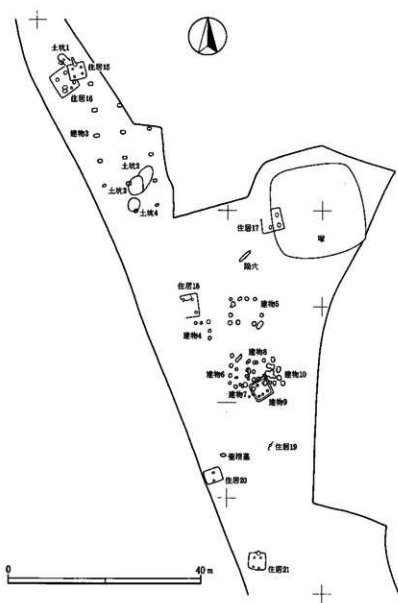 土坑1
住居15
住居16
建物3
土坑2
土坑3
土坑4
住居17
塚
陥穴
住居18
建物5
建物4
建物8
建物6
建物10
建物7
建物9
住居19
甕棺墓
住居20
住居21
0
40 m